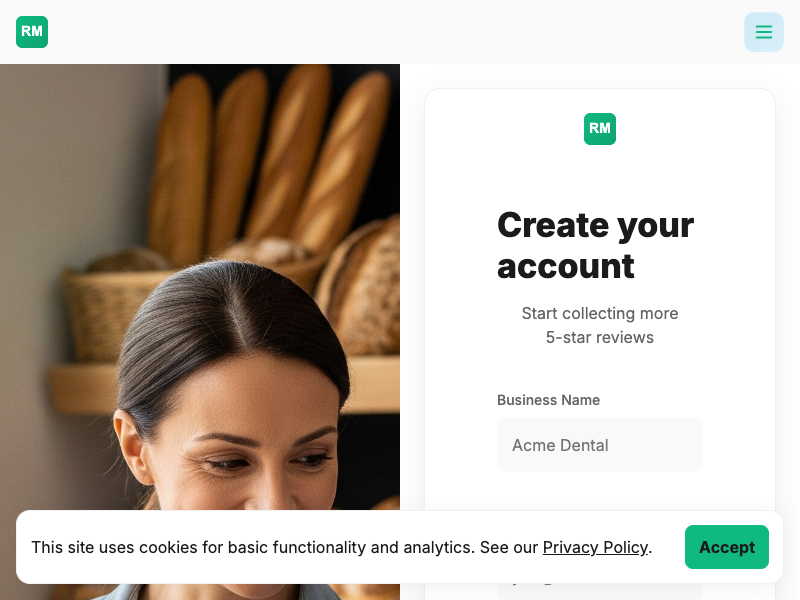 RM
RM
Create your
account
Start collecting more
5-star reviews
Business Name
Acme Dental
This site uses cookies for basic functionality and analytics. See our Privacy Policy.
Accept